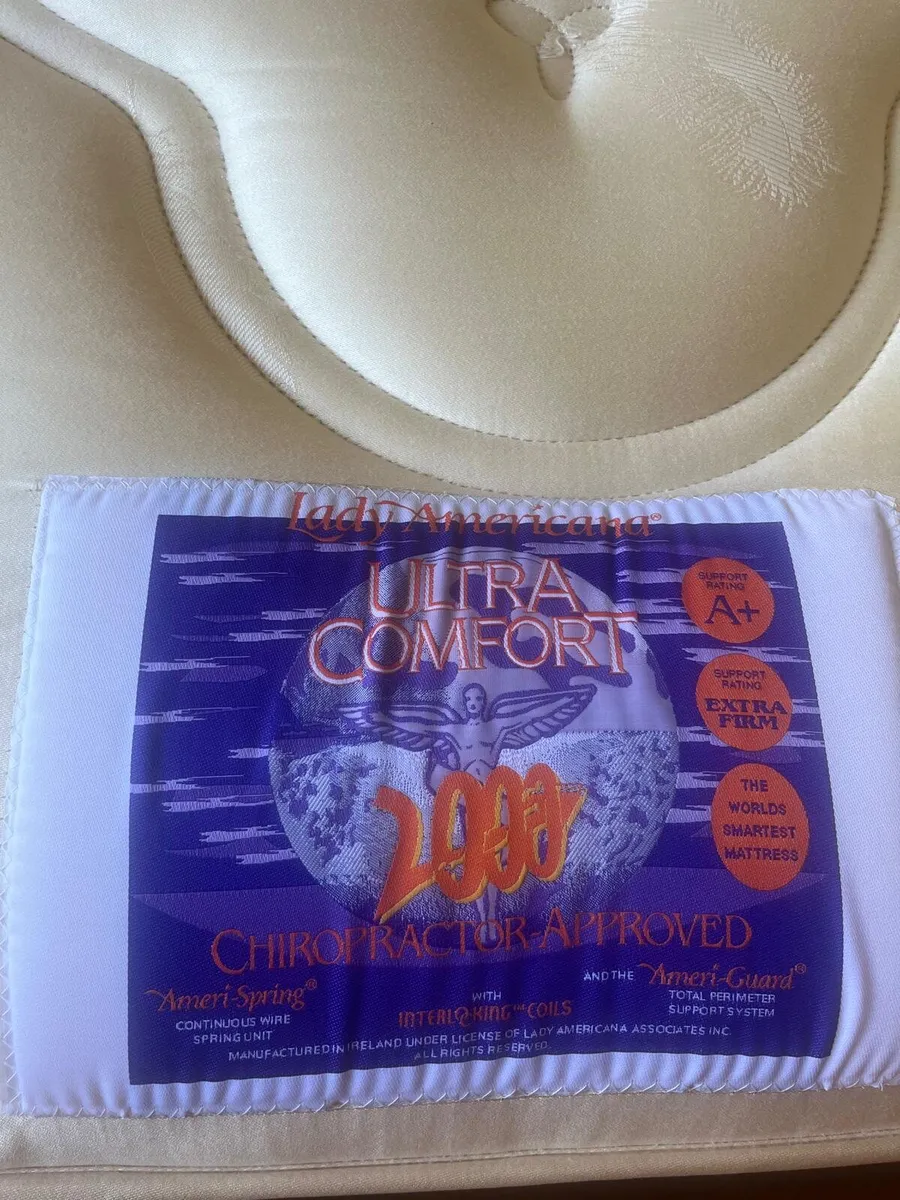 Lady Americana®
ULTRA
COMFORT
2000
SUPPORT
RATING
A+
SUPPORT
RATING
EXTRA
FIRM
THE
WORLDS
SMARTEST
MATTRESS
CHIROPRACTOR-APPROVED
Ameri-Spring®
CONTINUOUS WIRE
SPRING UNIT
WITH
INTERLO-KING™ COILS
AND THE Ameri-Guard®
TOTAL PERIMETER
SUPPORT SYSTEM
MANUFACTURED IN IRELAND UNDER LICENSE OF LADY AMERICANA ASSOCIATES INC.
ALL RIGHTS RESERVED.